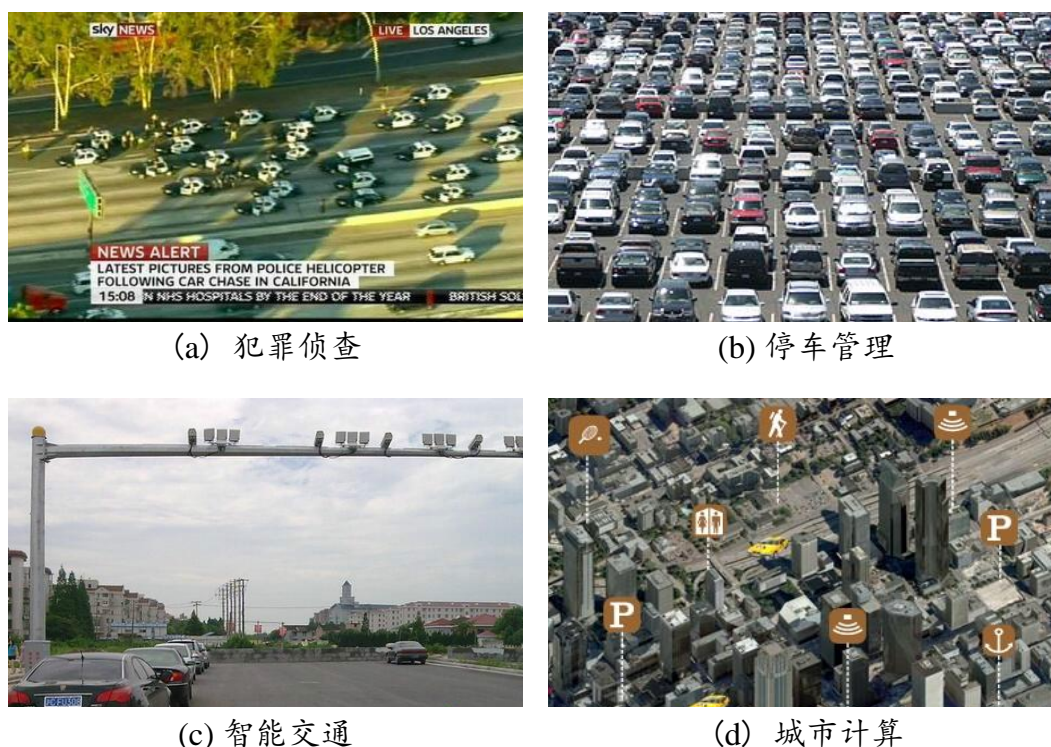 sky NEWS
LIVE LOS ANGELES
NEWS ALERT
LATEST PICTURES FROM POLICE HELICOPTER
FOLLOWING CAR CHASE IN CALIFORNIA
15:08 N NHS HOSPITALS BY THE END OF THE YEAR BRITISH SOL
(a) 犯罪侦查
(b) 停车管理
(c) 智能交通
P
P
(d) 城市计算